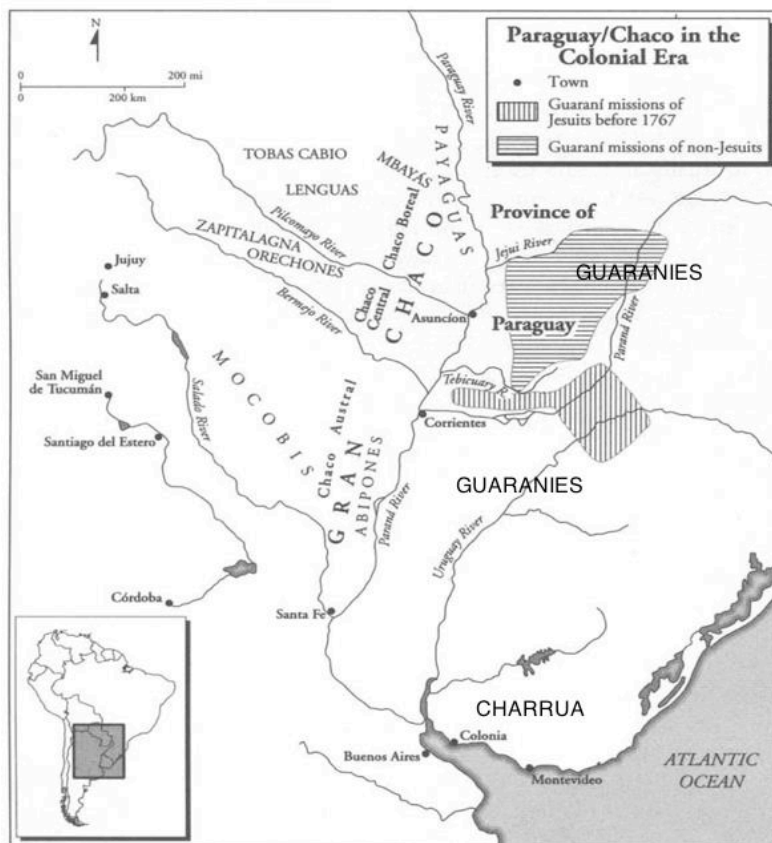 N
0 200 mi
0 200 km
Paraguay/Chaco in the
Colonial Era
Town
Guaraní missions of
Jesuits before 1767
Guaraní missions of non-Jesuits
Paraguay River
TOBAS CABIO
LENGUAS
MBAYÁS
PAYAGUAS
Chaco Boreal
Pilcomayo River
Province of
Jejui River
GUARANIES
ZAPITALAGNA
ORECHONES
Jujuy
Salta
Chaco
Central
CHACO
Bermejo River
Asuncíon
Paraguay
Paraná River
Tebicuary R.
San Miguel
de Tucumán
Santiago del Estero
MOCOBIS
Salado River
Chaco Austral
GRAN
ABIPONES
Corrientes
GUARANIES
Paraná River
Uruguay River
Córdoba
Santa Fe
CHARRUA
Colonia
Buenos Aires
Montevideo
ATLANTIC
OCEAN